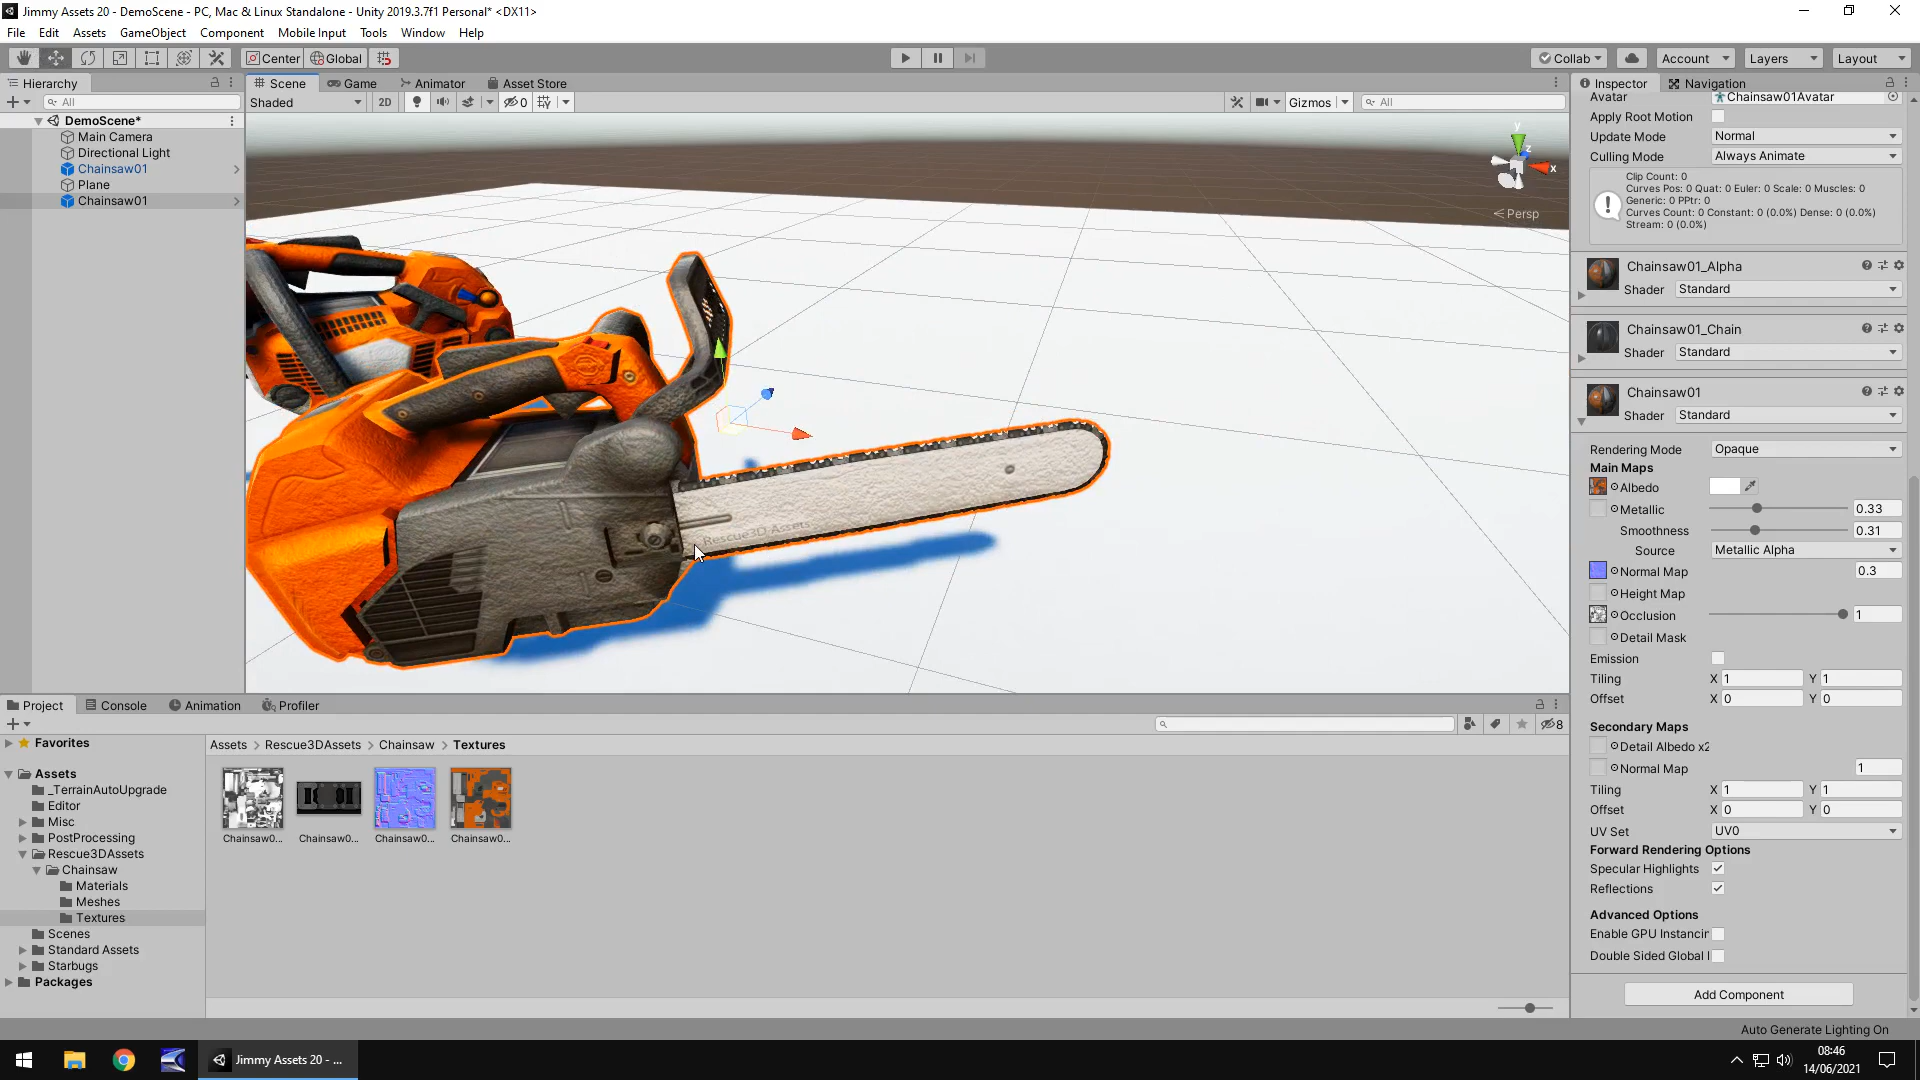 Jimmy Assets 20 - DemoScene - PC, Mac & Linux Standalone - Unity 2019.3.7f1 Personal* <DX11>
File Edit Assets GameObject Component Mobile Input Tools Window Help
Center Global Collab Account Layers Layout
Hierarchy
All
DemoScene*
Main Camera
Directional Light
Chainsaw01
Plane
Chainsaw01
Scene Game Animator Asset Store
Shaded 2D 0 Gizmos All
y
z
x
Persp
Rescue3D Assets
Inspector Navigation
Avatar Chainsaw01Avatar
Apply Root Motion
Update Mode Normal
Culling Mode Always Animate
Clip Count: 0
Curves Pos: 0 Quat: 0 Euler: 0 Scale: 0 Muscles: 0
Generic: 0 PPtr: 0
Curves Count: 0 Constant: 0 (0.0%) Dense: 0 (0.0%)
Stream: 0 (0.0%)
Chainsaw01_Alpha
Shader Standard
Chainsaw01_Chain
Shader Standard
Chainsaw01
Shader Standard
Rendering Mode Opaque
Main Maps
Albedo
Metallic 0.33
Smoothness 0.31
Source Metallic Alpha
Normal Map 0.3
Height Map
Occlusion 1
Detail Mask
Emission
Tiling X 1 Y 1
Offset X 0 Y 0
Secondary Maps
Detail Albedo x2
Normal Map 1
Tiling X 1 Y 1
Offset X 0 Y 0
UV Set UV0
Forward Rendering Options
Specular Highlights
Reflections
Advanced Options
Enable GPU Instancin
Double Sided Global I
Add Component
Auto Generate Lighting On
Project Console Animation Profiler
8
Favorites
Assets
_TerrainAutoUpgrade
Editor
Misc
PostProcessing
Rescue3DAssets
Chainsaw
Materials
Meshes
Textures
Scenes
Standard Assets
Starbugs
Packages
Assets > Rescue3DAssets > Chainsaw > Textures
Chainsaw0... Chainsaw0... Chainsaw0... Chainsaw0...
Jimmy Assets 20 - ...
08:46
14/06/2021